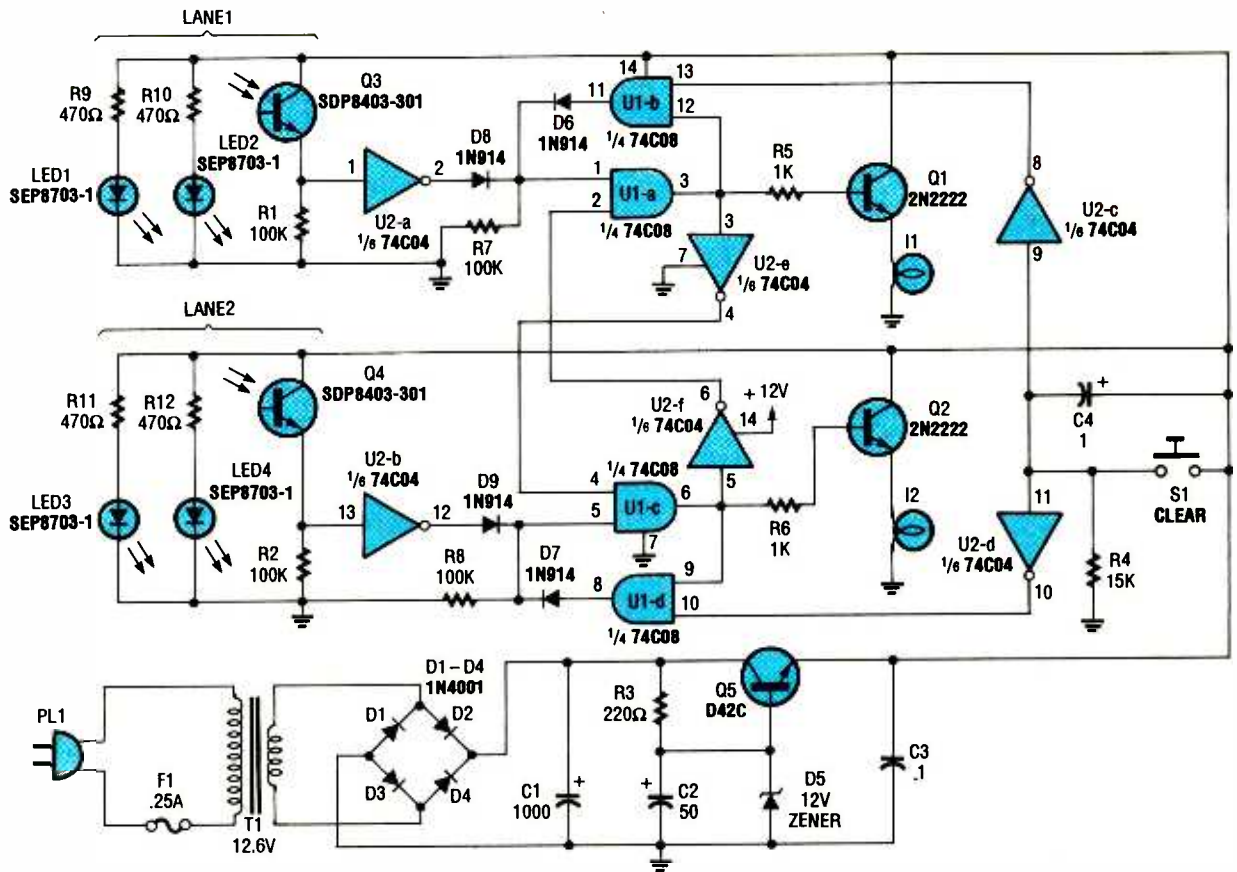 LANE1
R9
470Ω
R10
470Ω
Q3
SDP8403-301
LED2
SEP8703-1
LED1
SEP8703-1
R1
100K
1
2
U2-a
1/6 74C04
D8
1N914
R7
100K
11
D6
1N914
14
13
12
U1-b
1/4 74C08
1
2
3
U1-a
1/4 74C08
R5
1K
Q1
2N2222
I1
8
U2-c
1/6 74C04
9
3
7
U2-e
1/6 74C04
4
LANE2
R11
470Ω
R12
470Ω
Q4
SDP8403-301
LED4
SEP8703-1
LED3
SEP8703-1
R2
100K
U2-b
1/6 74C04
13
12
D9
1N914
R8
100K
D7
1N914
6
+ 12V
U2-f
1/6 74C04
14
5
1/4 74C08
4
5
6
U1-c
7
R6
1K
8
9
10
U1-d
1/4 74C08
Q2
2N2222
I2
+
C4
1
S1
CLEAR
11
U2-d
1/6 74C04
10
R4
15K
PL1
F1
.25A
T1
12.6V
D1–D4
1N4001
D1
D2
D3
D4
C1
1000
+
R3
220Ω
+
C2
50
Q5
D42C
D5
12V
ZENER
C3
.1